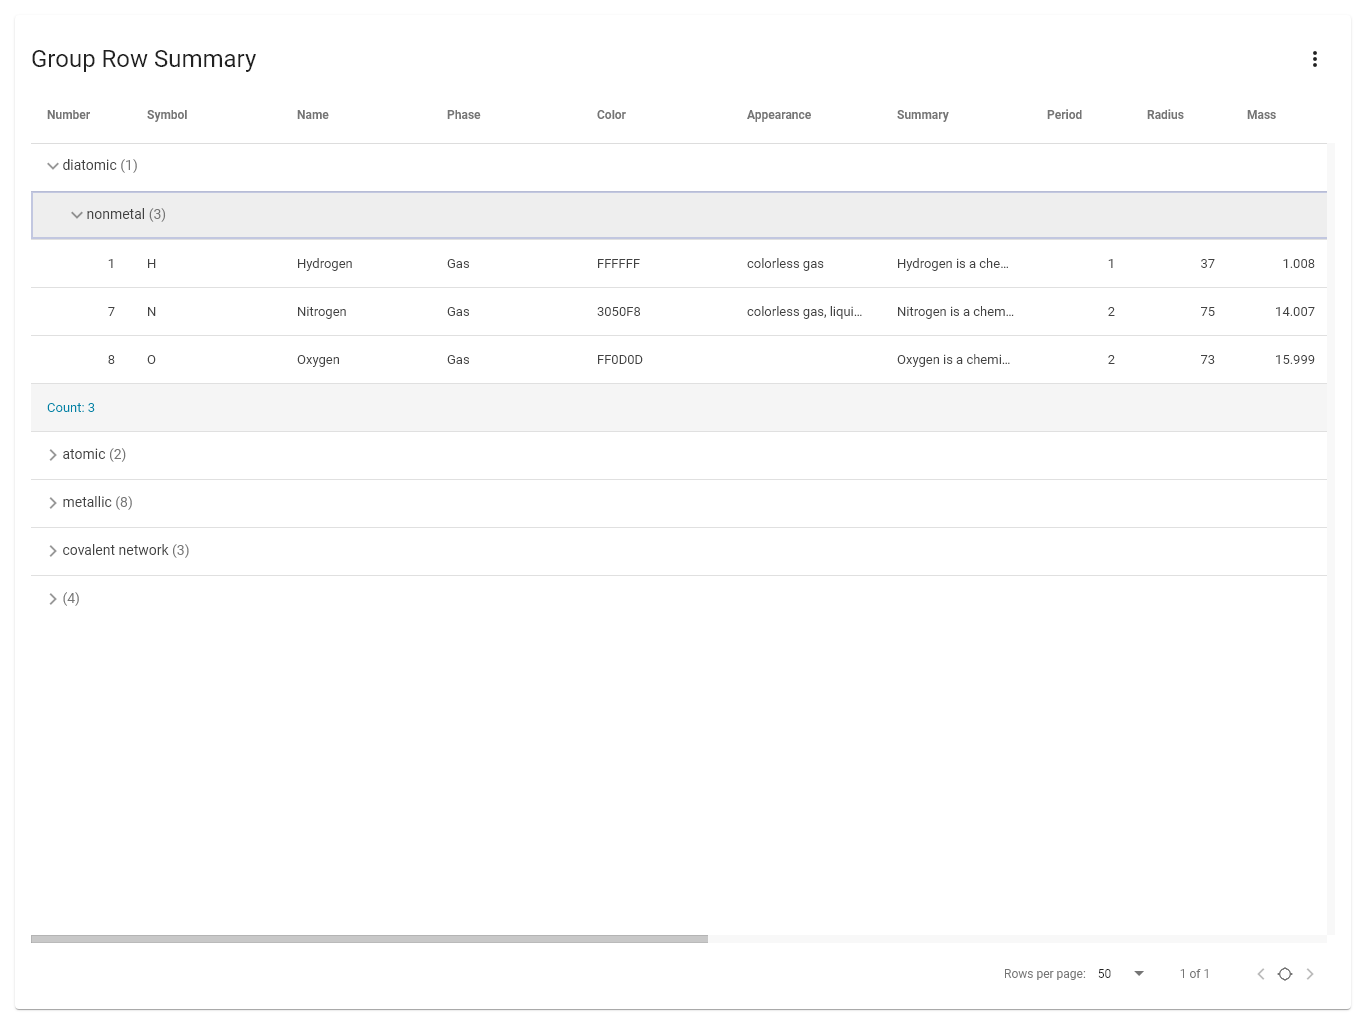 Group Row Summary
Number Symbol Name Phase Color Appearance Summary Period Radius Mass
diatomic (1)
nonmetal (3)
1 H Hydrogen Gas FFFFFF colorless gas Hydrogen is a che… 1 37 1.008
7 N Nitrogen Gas 3050F8 colorless gas, liqui… Nitrogen is a chem… 2 75 14.007
8 O Oxygen Gas FF0D0D Oxygen is a chemi… 2 73 15.999
Count: 3
atomic (2)
metallic (8)
covalent network (3)
(4)
Rows per page: 50 1 of 1